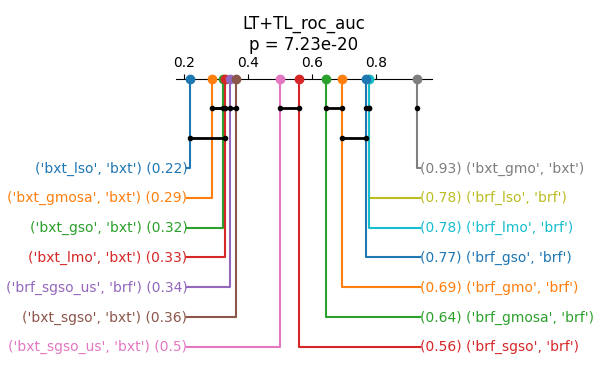 LT+TL_roc_auc
p = 7.23e-20
0.2 0.4 0.6 0.8
('bxt_lso', 'bxt') (0.22) (0.93) ('bxt_gmo', 'bxt')
('bxt_gmosa', 'bxt') (0.29) (0.78) ('brf_lso', 'brf')
('bxt_gso', 'bxt') (0.32) (0.78) ('brf_lmo', 'brf')
('bxt_lmo', 'bxt') (0.33) (0.77) ('brf_gso', 'brf')
('brf_sgso_us', 'brf') (0.34) (0.69) ('brf_gmo', 'brf')
('bxt_sgso', 'bxt') (0.36) (0.64) ('brf_gmosa', 'brf')
('bxt_sgso_us', 'bxt') (0.5) (0.56) ('brf_sgso', 'brf')